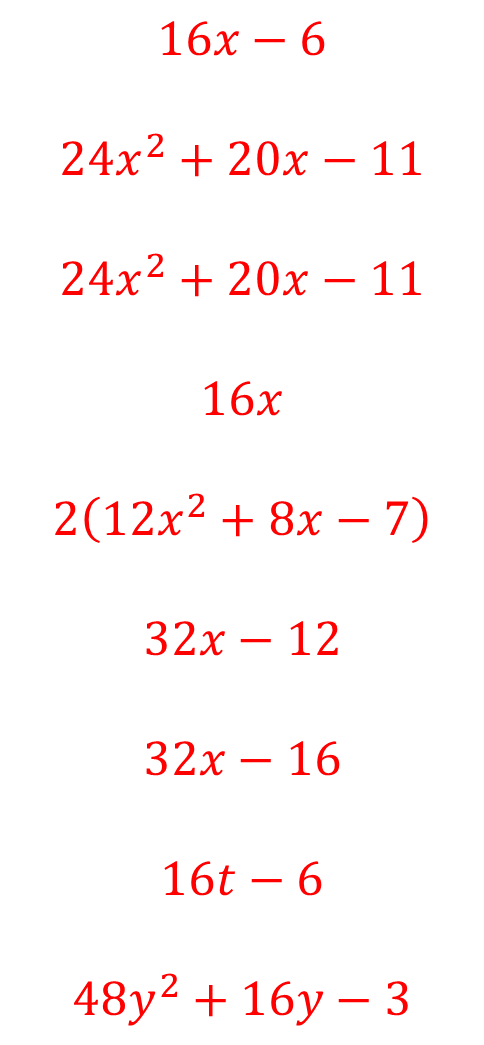 16x − 6
24x² + 20x − 11
24x² + 20x − 11
16x
2(12x² + 8x − 7)
32x − 12
32x − 16
16t − 6
48y² + 16y − 3